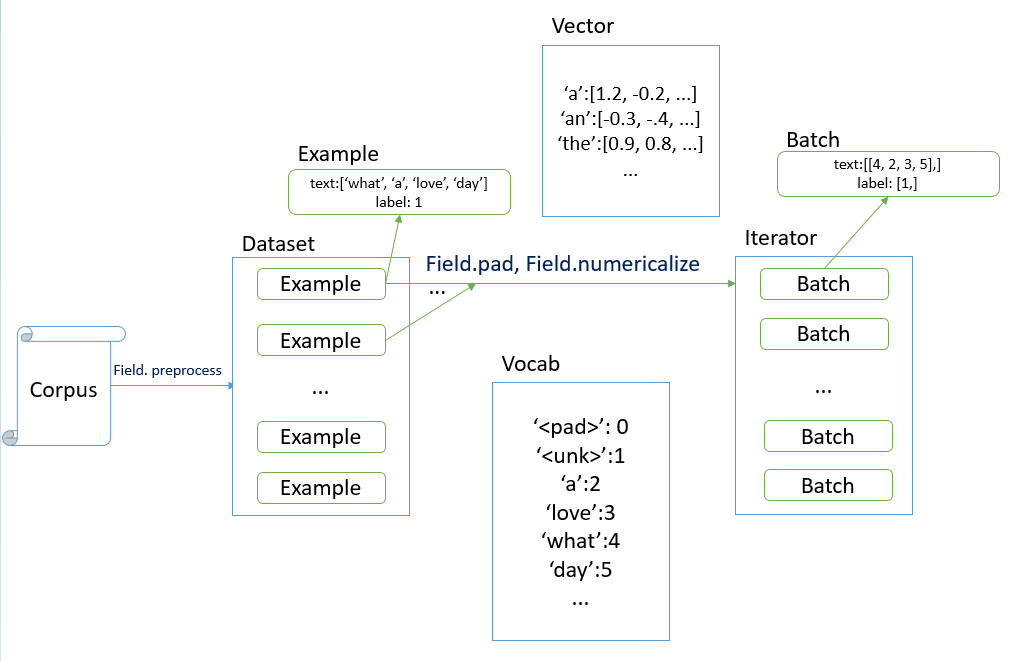 Vector
‘a’:[1.2, -0.2, ...]
‘an’:[-0.3, -.4, ...]
‘the’:[0.9, 0.8, ...]
...
Example
text:[‘what’, ‘a’, ‘love’, ‘day’]
label: 1
Batch
text:[[4, 2, 3, 5],]
label: [1,]
Dataset
Example
Example
...
Example
Example
Field.pad, Field.numericalize
...
Iterator
Batch
Batch
...
Batch
Batch
Corpus
Field. preprocess
Vocab
‘<pad>’: 0
‘<unk>’:1
‘a’:2
‘love’:3
‘what’:4
‘day’:5
...